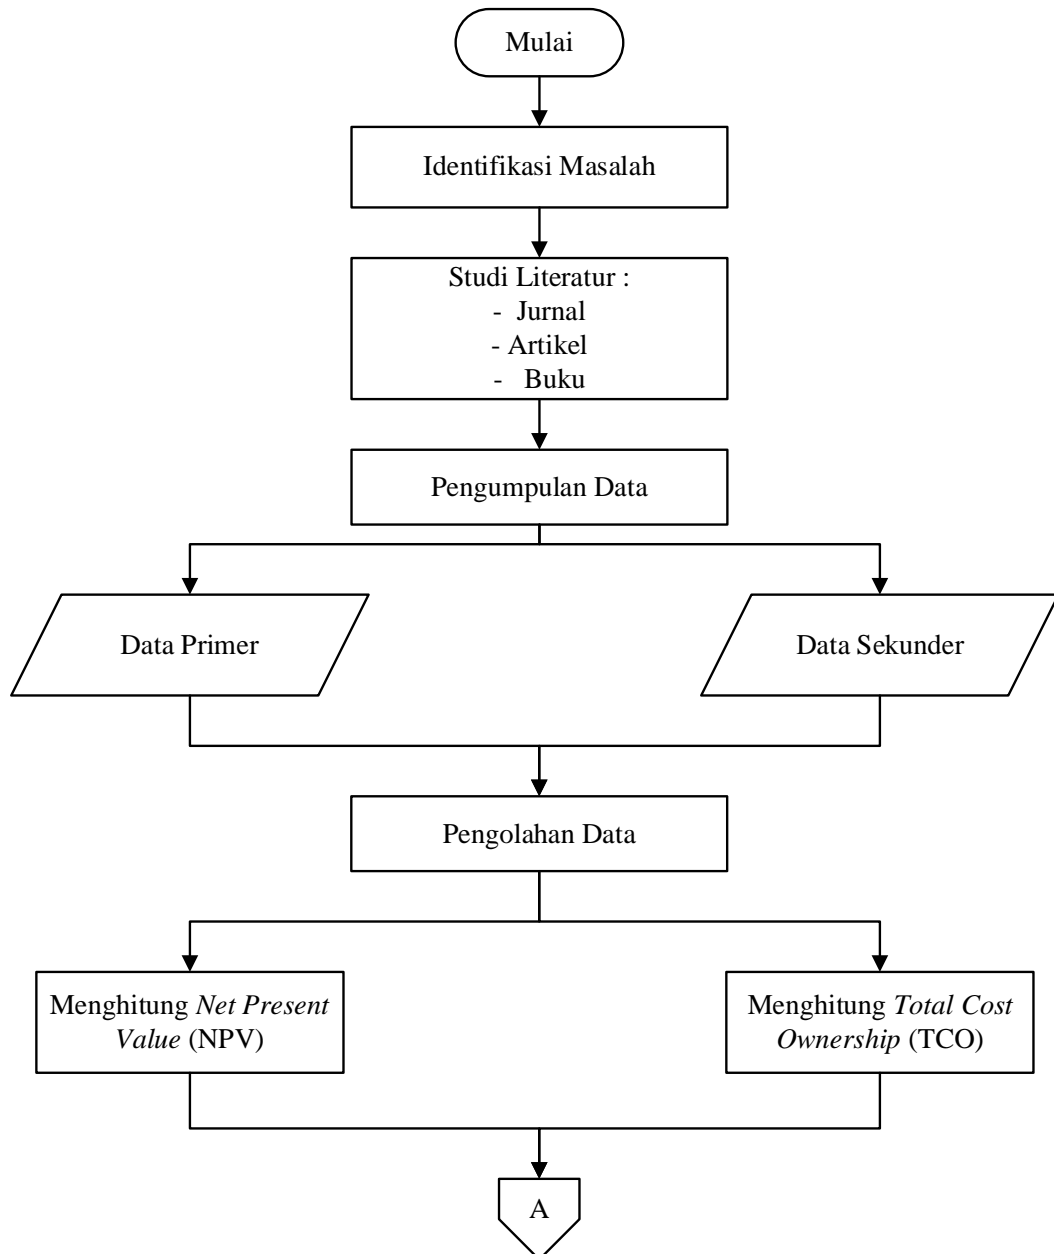 Mulai
Identifikasi Masalah
Studi Literatur :
- Jurnal
- Artikel
- Buku
Pengumpulan Data
Data Primer
Data Sekunder
Pengolahan Data
Menghitung Net Present
Value (NPV)
Menghitung Total Cost
Ownership (TCO)
A